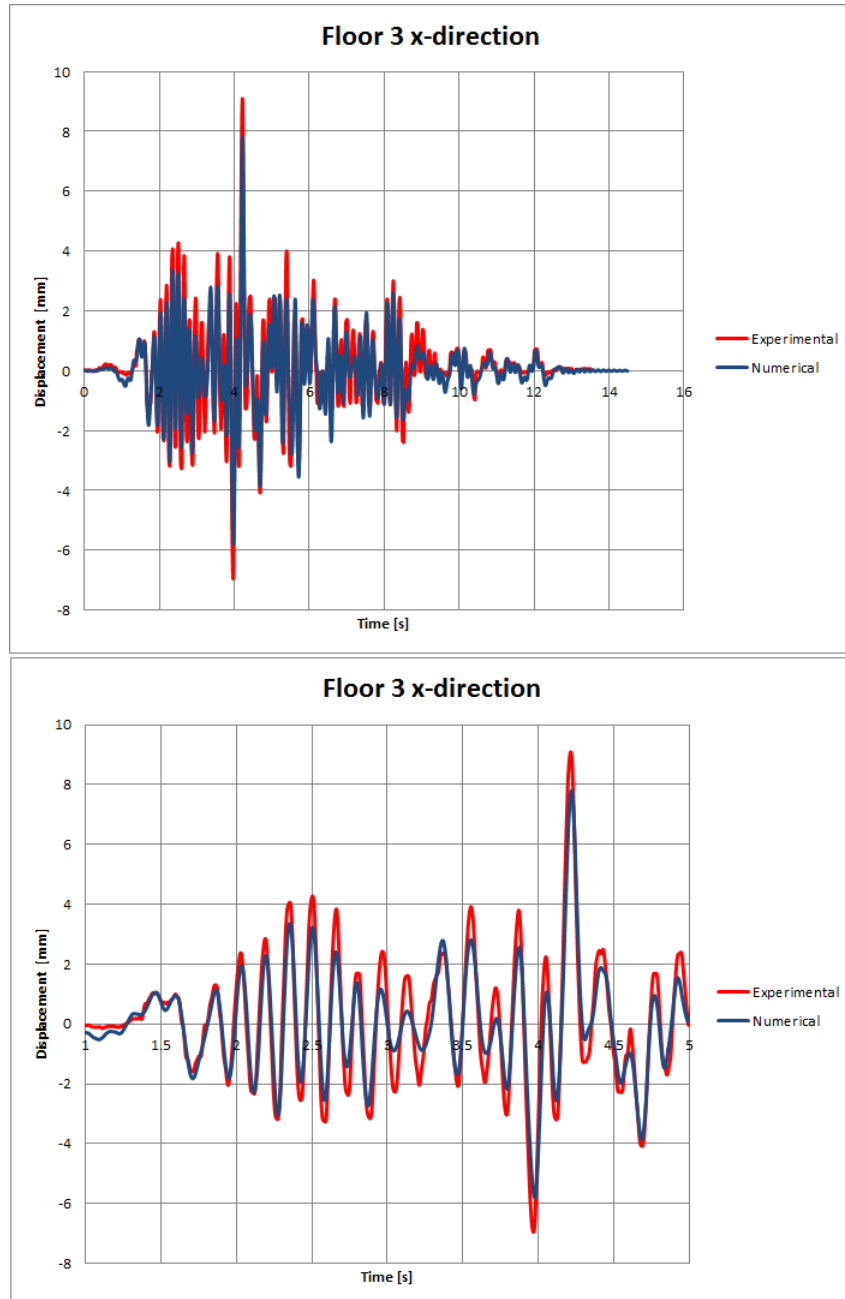 Floor 3 x-direction
10
8
6
4
2
0
-2
-4
-6
-8
0 2 4 6 8 10 12 14 16
Displacement [mm]
Time [s]
Experimental
Numerical
Floor 3 x-direction
10
8
6
4
2
0
-2
-4
-6
-8
1 1.5 2 2.5 3 3.5 4 4.5 5
Displacement [mm]
Time [s]
Experimental
Numerical